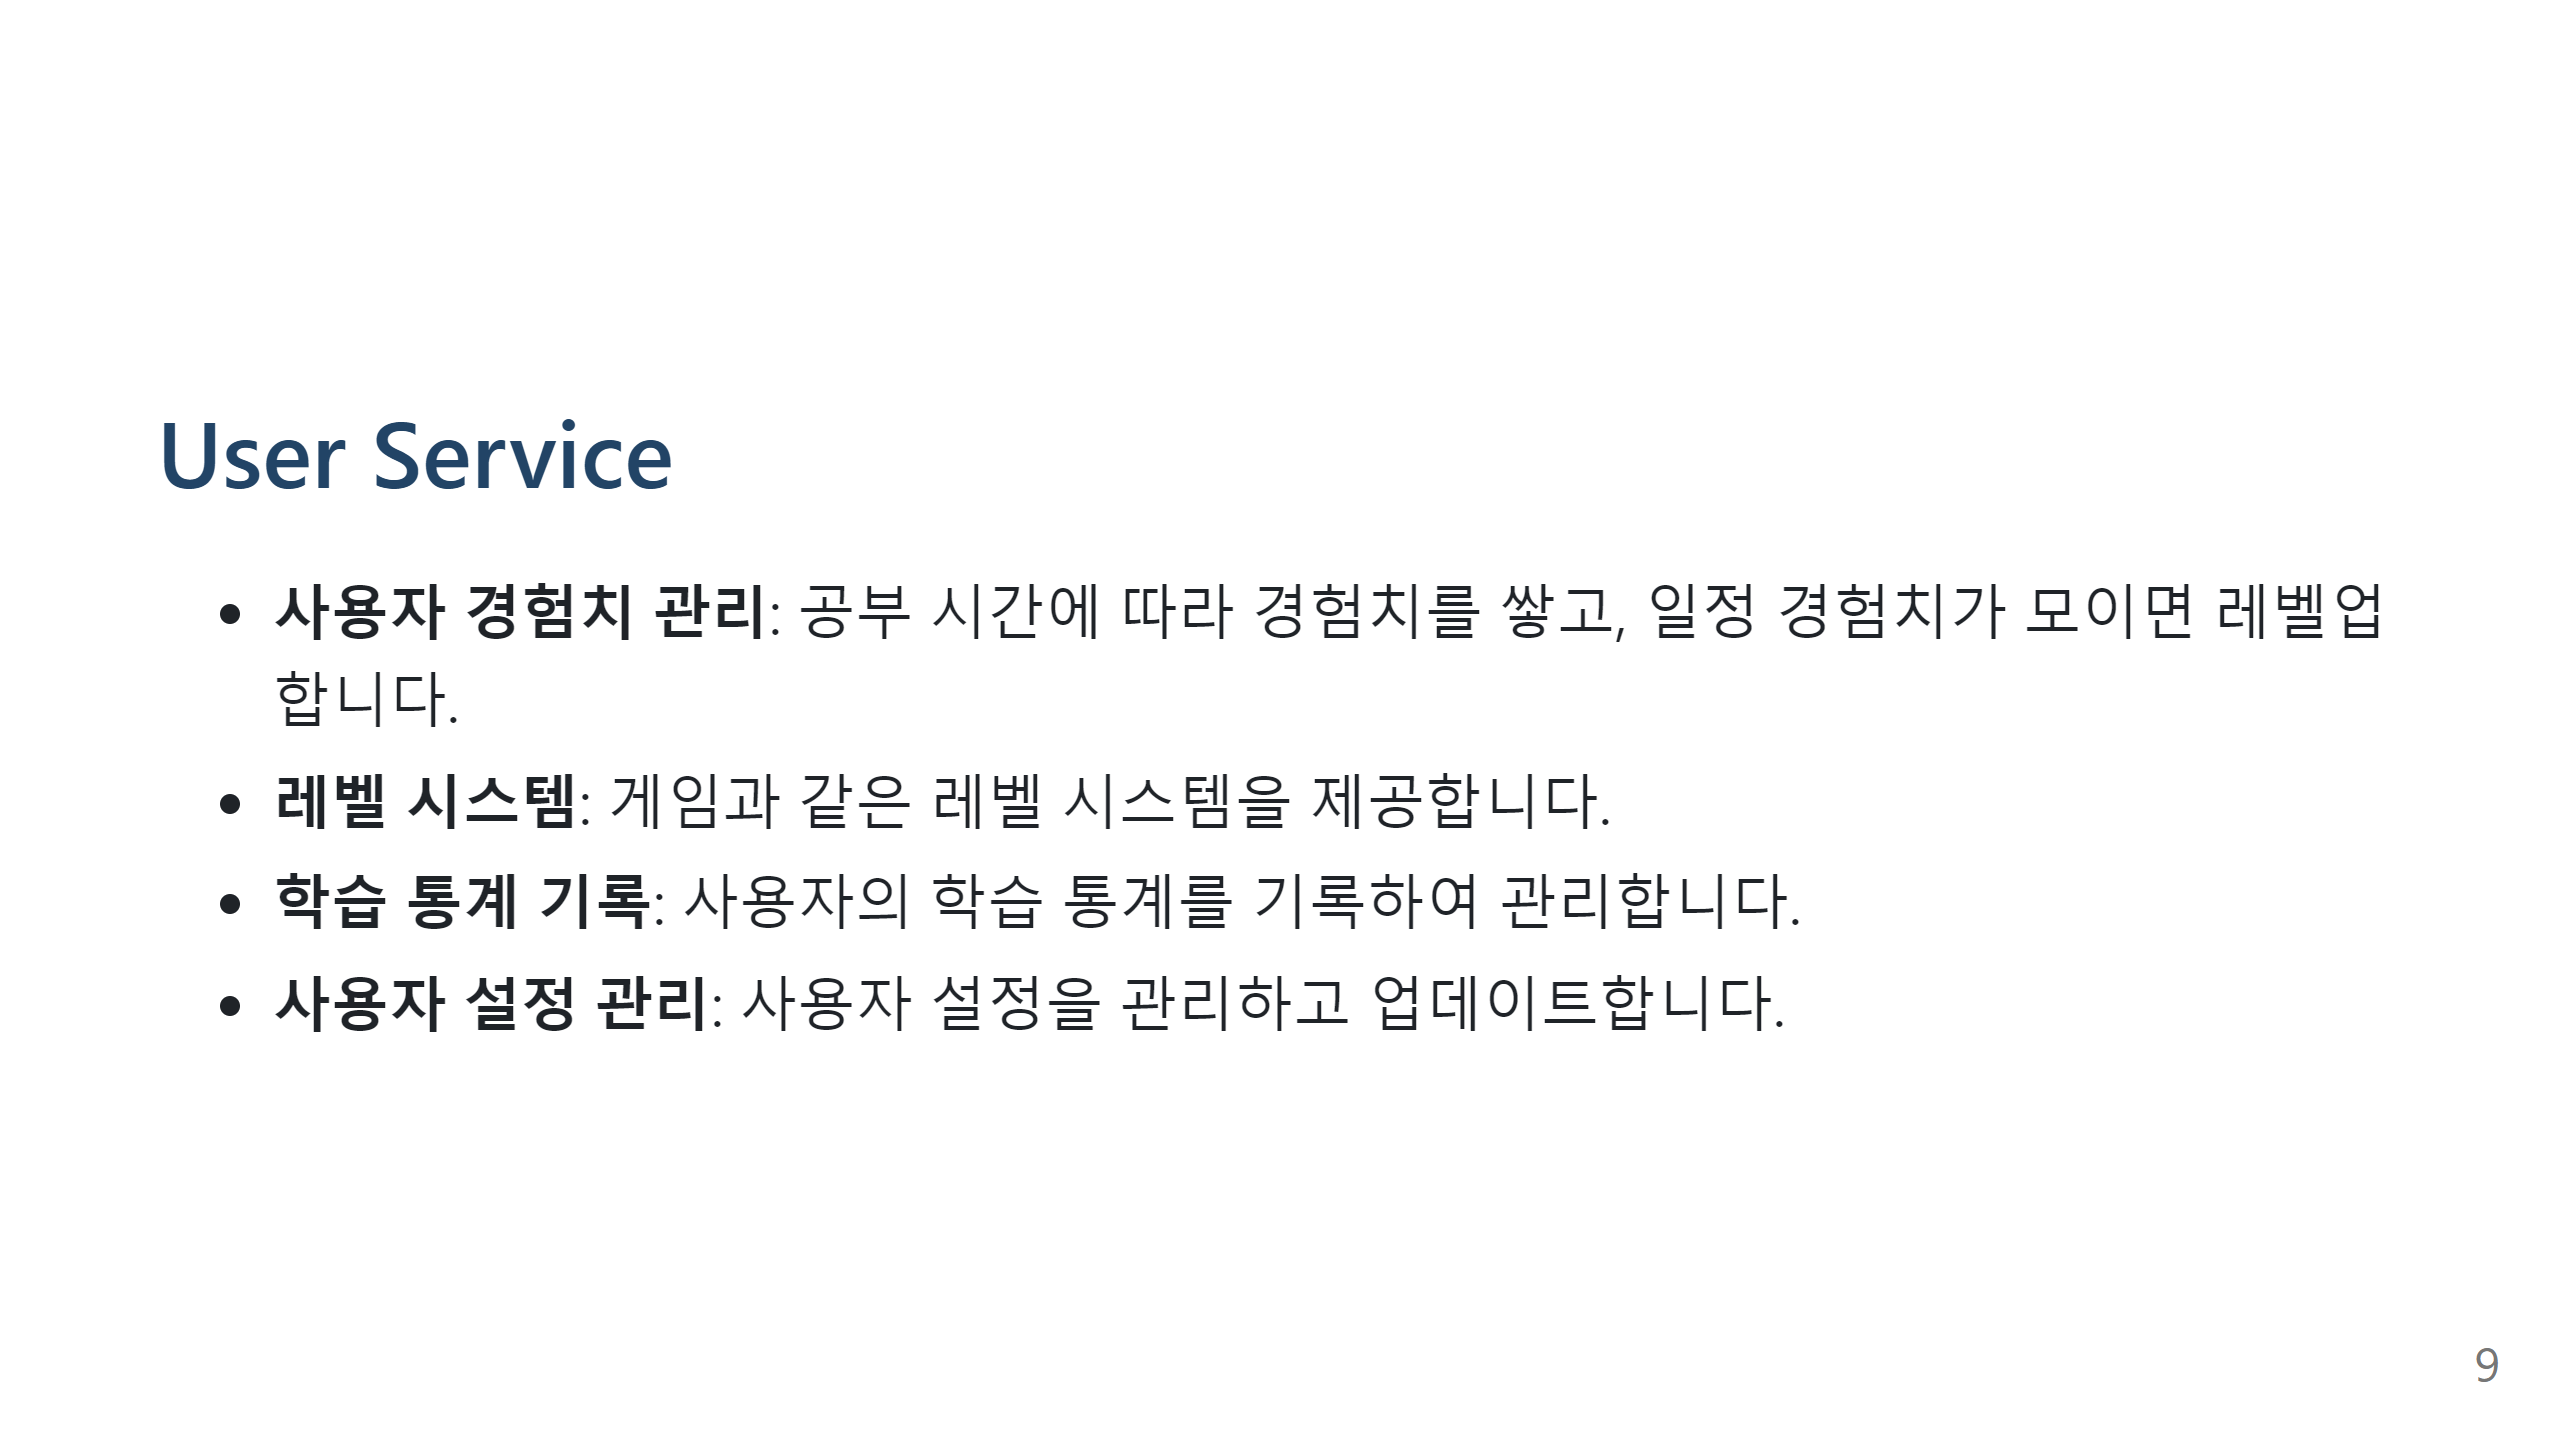 User Service
• 사용자 경험치 관리: 공부 시간에 따라 경험치를 쌓고, 일정 경험치가 모이면 레벨업
합니다.
• 레벨 시스템: 게임과 같은 레벨 시스템을 제공합니다.
• 학습 통계 기록: 사용자의 학습 통계를 기록하여 관리합니다.
• 사용자 설정 관리: 사용자 설정을 관리하고 업데이트합니다.
9